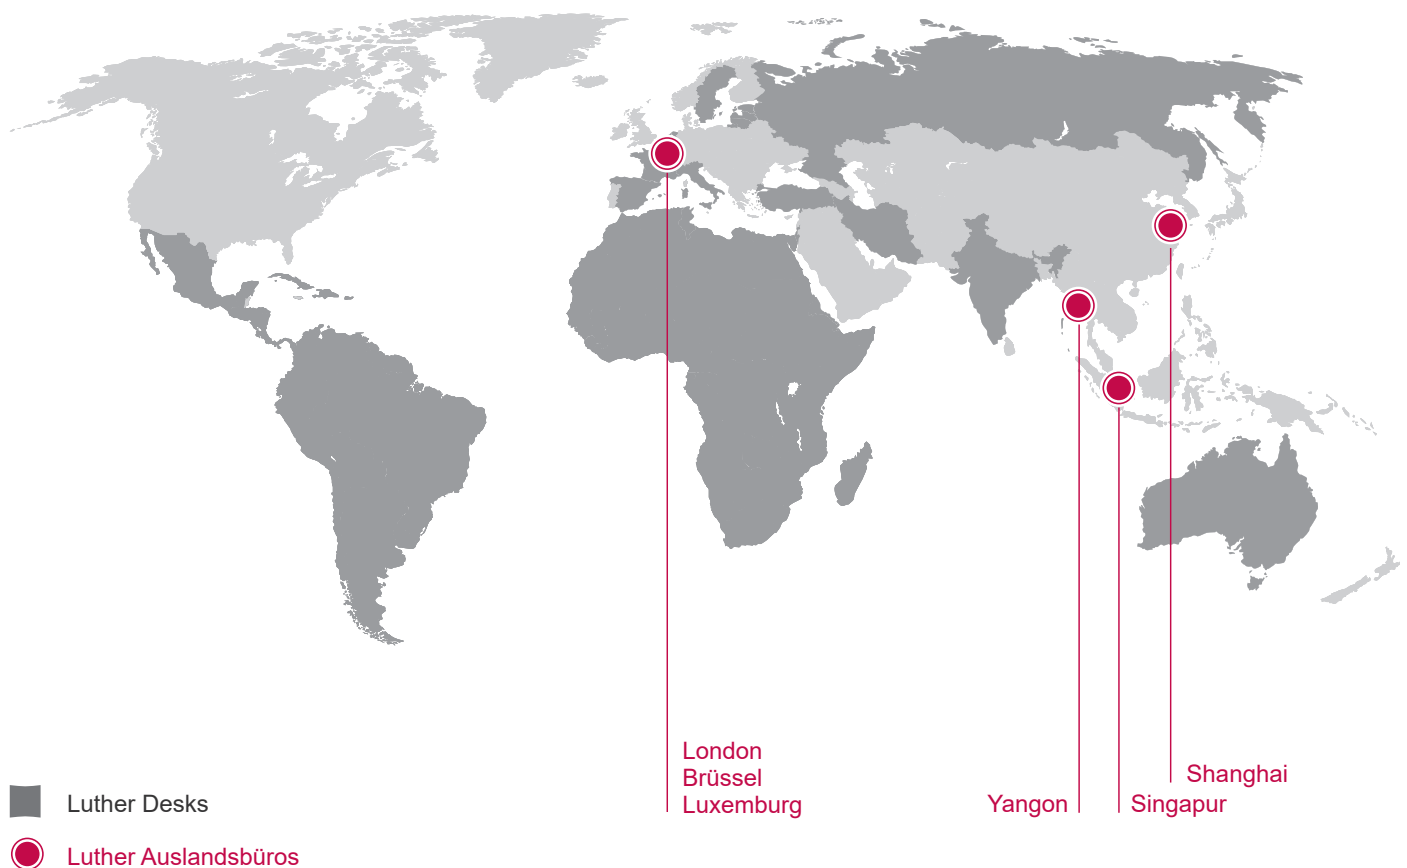 London
Brüssel
Luxemburg
Shanghai
Yangon
Singapur
Luther Desks
Luther Auslandsbüros